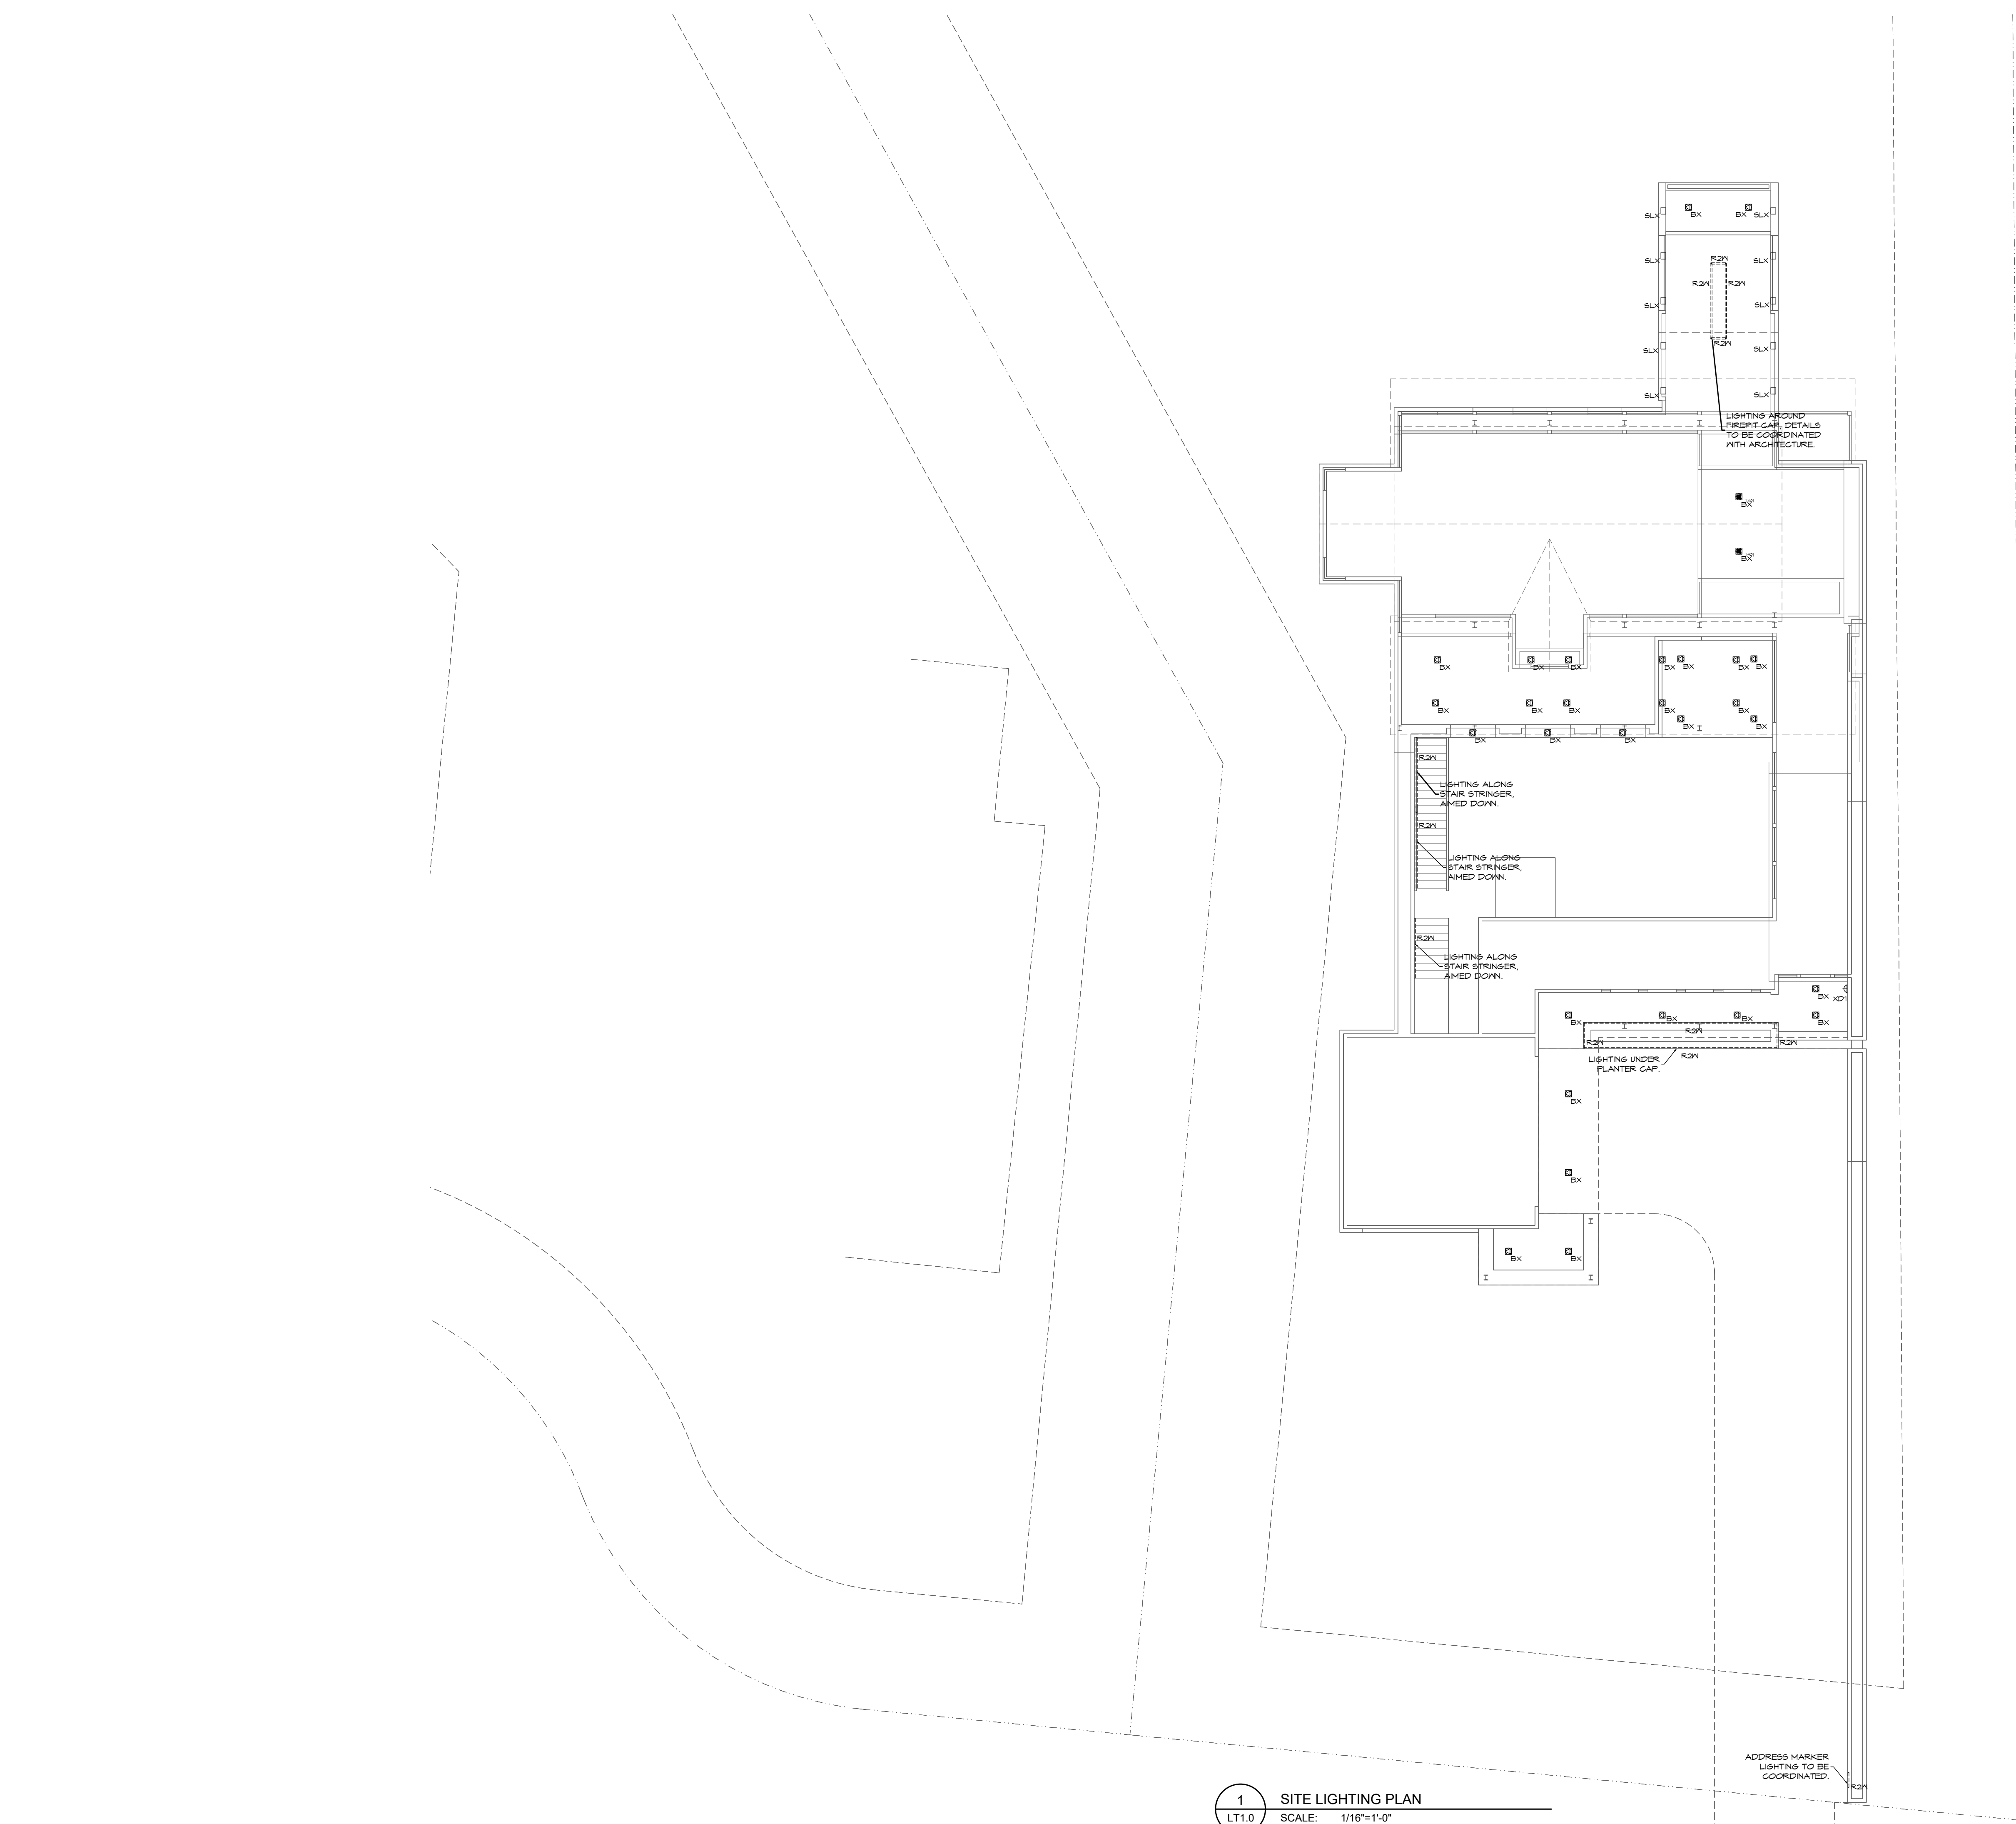 BX BX SLX
SLX
SLX SLX
R2W
R2W R2W
SLX SLX
R2W
SLX SLX
SLX SLX
LIGHTING AROUND
FIREPIT CAP, DETAILS
TO BE COORDINATED
WITH ARCHITECTURE.
BX
BX
BX BX BX BX BX BX BX
BX BX BX BX BX
BX BX
BX BX BX
R2W
LIGHTING ALONG
STAIR STRINGER,
AIMED DOWN.
R2W
LIGHTING ALONG
STAIR STRINGER,
AIMED DOWN.
R2W
LIGHTING ALONG
STAIR STRINGER,
AIMED DOWN.
BX XD1
BX BX BX BX
R2W
R2W R2W
R2W
LIGHTING UNDER
PLANTER CAP.
BX
BX
BX BX
ADDRESS MARKER
LIGHTING TO BE
COORDINATED.
R2W
1
LT1.0
SITE LIGHTING PLAN
SCALE: 1/16"=1'-0"